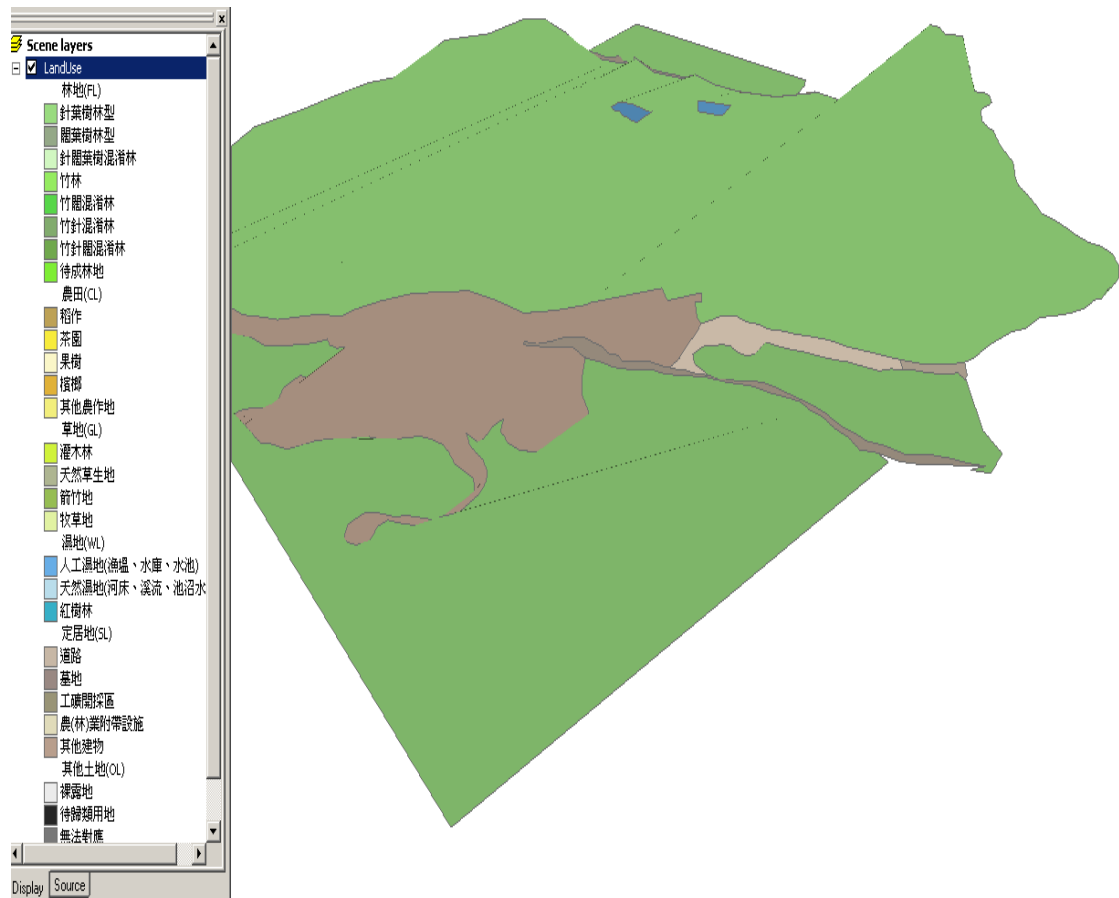 Scene layers
LandUse
林地(FL)
針葉樹林型
闊葉樹林型
針闊葉樹混淆林
竹林
竹闊混淆林
竹針混淆林
竹針闊混淆林
待成林地
農田(CL)
稻作
茶園
果樹
檳榔
其他農作地
草地(GL)
灌木林
天然草生地
箭竹地
牧草地
濕地(WL)
人工濕地(漁塭、水庫、水池)
天然濕地(河床、溪流、池沼水
紅樹林
定居地(SL)
道路
墓地
工礦開採區
農(林)業附帶設施
其他建物
其他土地(OL)
裸露地
待歸類用地
無法對應
Display Source